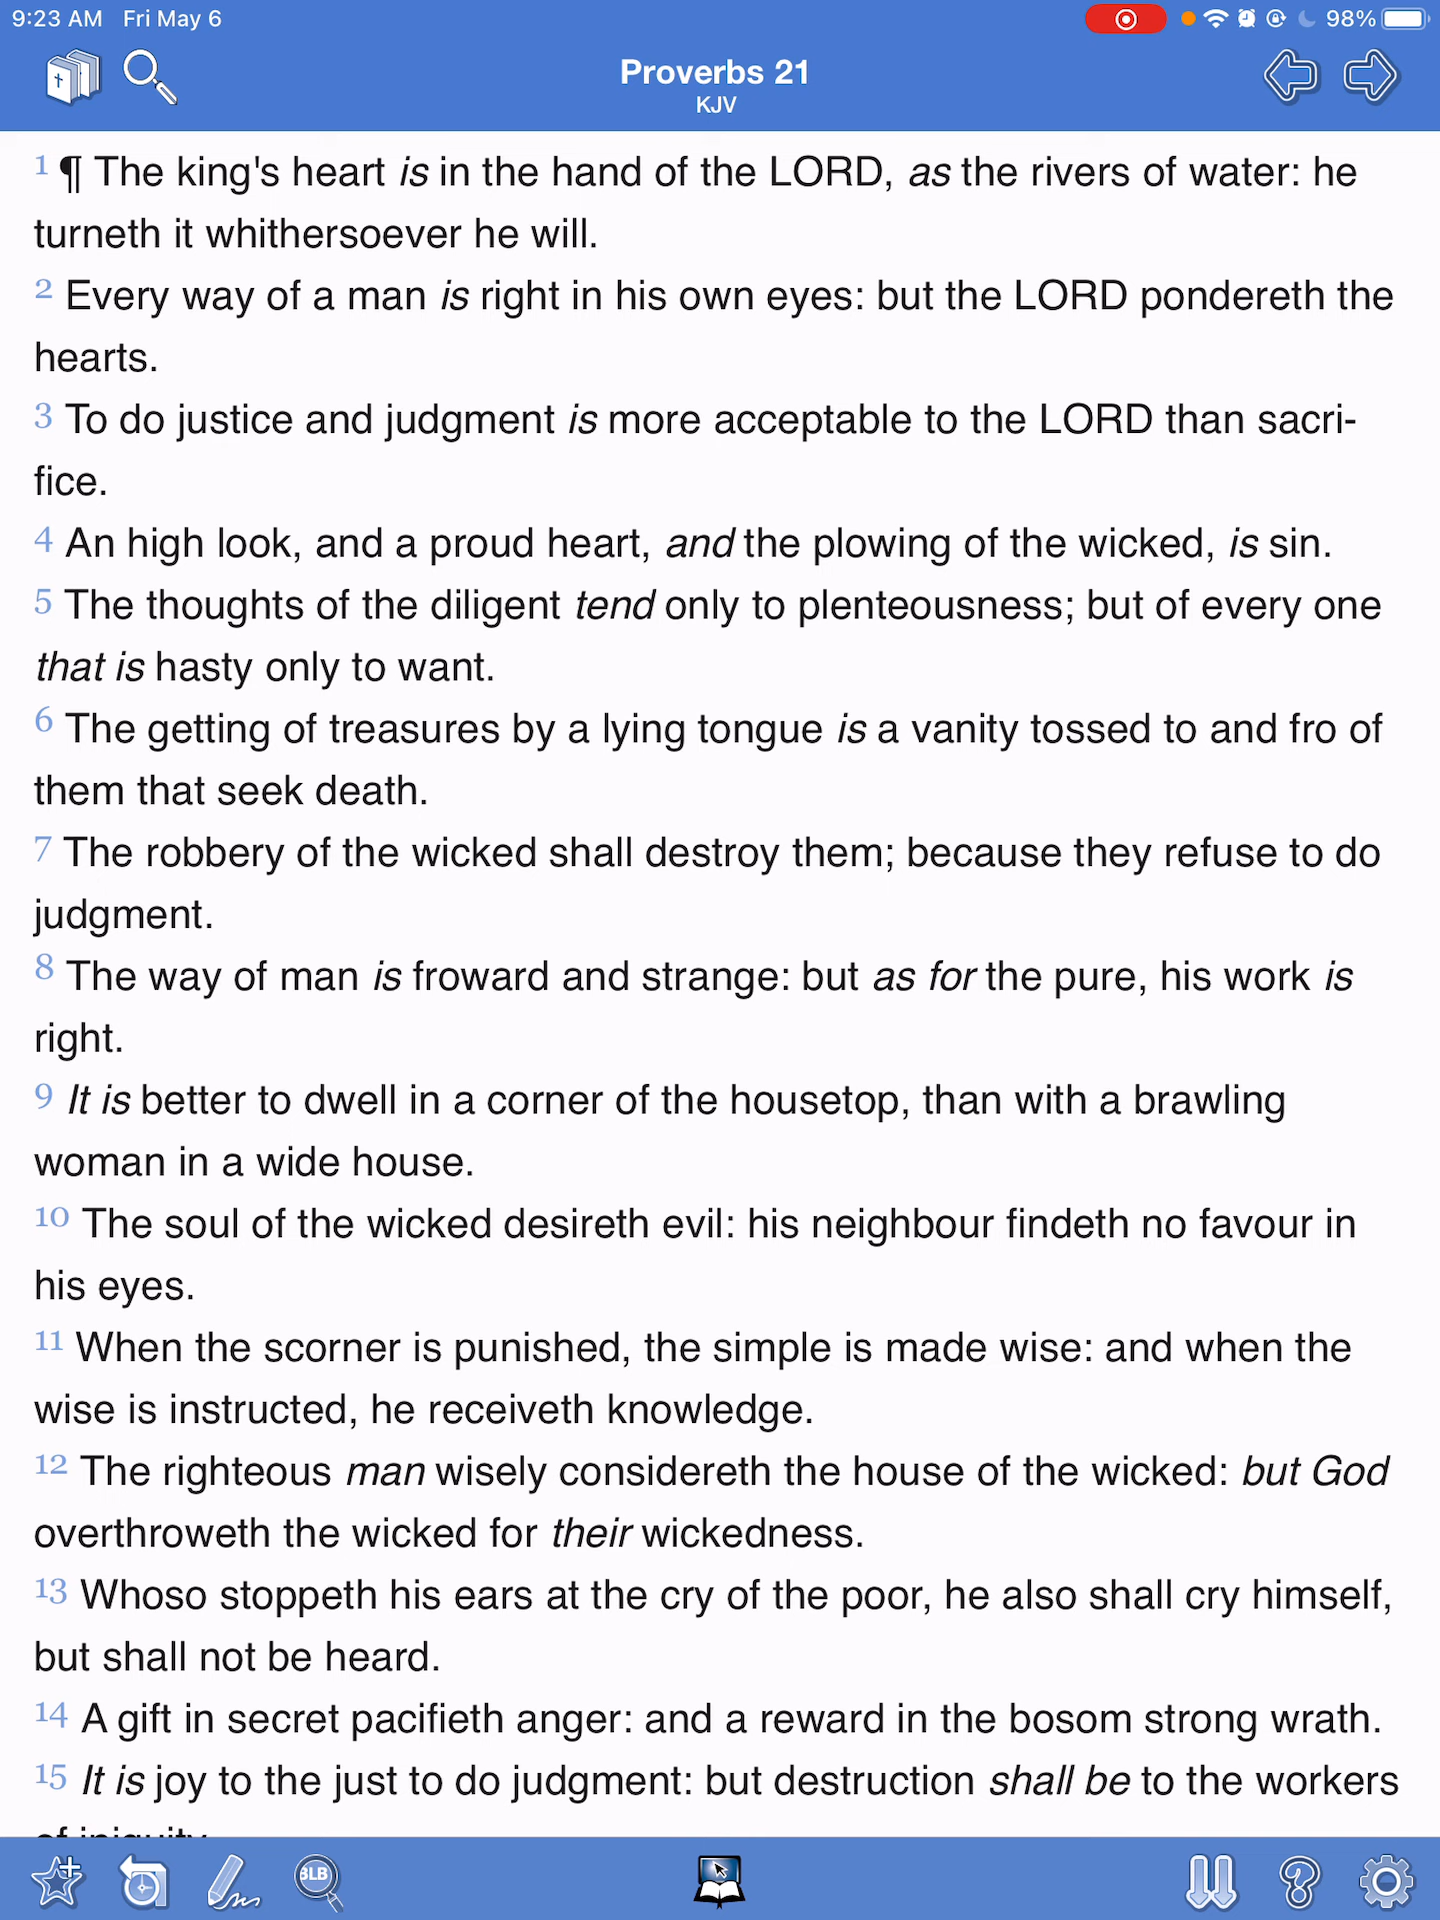 9:23 AM Fri May 6 98%
Proverbs 21
KJV
1 ¶ The king's heart is in the hand of the LORD, as the rivers of water: he
turneth it whithersoever he will.
2 Every way of a man is right in his own eyes: but the LORD pondereth the
hearts.
3 To do justice and judgment is more acceptable to the LORD than sacri-
fice.
4 An high look, and a proud heart, and the plowing of the wicked, is sin.
5 The thoughts of the diligent tend only to plenteousness; but of every one
that is hasty only to want.
6 The getting of treasures by a lying tongue is a vanity tossed to and fro of
them that seek death.
7 The robbery of the wicked shall destroy them; because they refuse to do
judgment.
8 The way of man is froward and strange: but as for the pure, his work is
right.
9 It is better to dwell in a corner of the housetop, than with a brawling
woman in a wide house.
10 The soul of the wicked desireth evil: his neighbour findeth no favour in
his eyes.
11 When the scorner is punished, the simple is made wise: and when the
wise is instructed, he receiveth knowledge.
12 The righteous man wisely considereth the house of the wicked: but God
overthroweth the wicked for their wickedness.
13 Whoso stoppeth his ears at the cry of the poor, he also shall cry himself,
but shall not be heard.
14 A gift in secret pacifieth anger: and a reward in the bosom strong wrath.
15 It is joy to the just to do judgment: but destruction shall be to the workers
of iniquity.
BLB